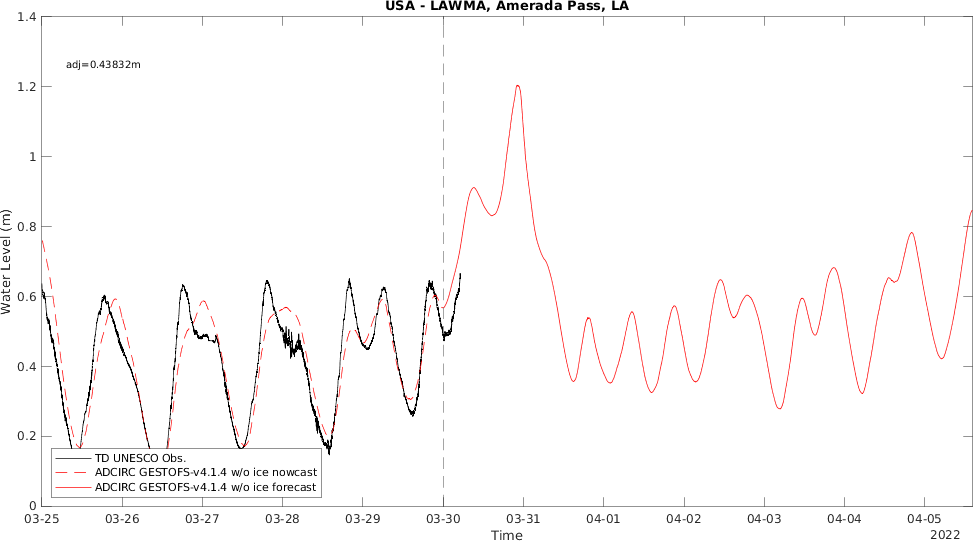 USA - LAWMA, Amerada Pass, LA
1.4
adj=0.43832m
1.2
1
0.8
Water Level (m)
0.6
0.4
0.2
TD UNESCO Obs.
ADCIRC GESTOFS-v4.1.4 w/o ice nowcast
ADCIRC GESTOFS-v4.1.4 w/o ice forecast
0
03-25 03-26 03-27 03-28 03-29 03-30 03-31 04-01 04-02 04-03 04-04 04-05
Time 2022